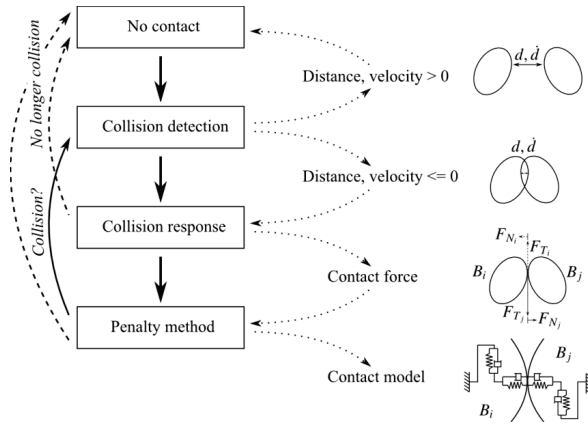 No contact
Collision detection
Collision response
Penalty method
No longer collision
Collision?
Distance, velocity > 0
Distance, velocity <= 0
Contact force
Contact model
d, ḋ
d, ḋ
F_{N_i}
F_{T_i}
B_i
B_j
F_{T_j}
F_{N_j}
B_j
B_i